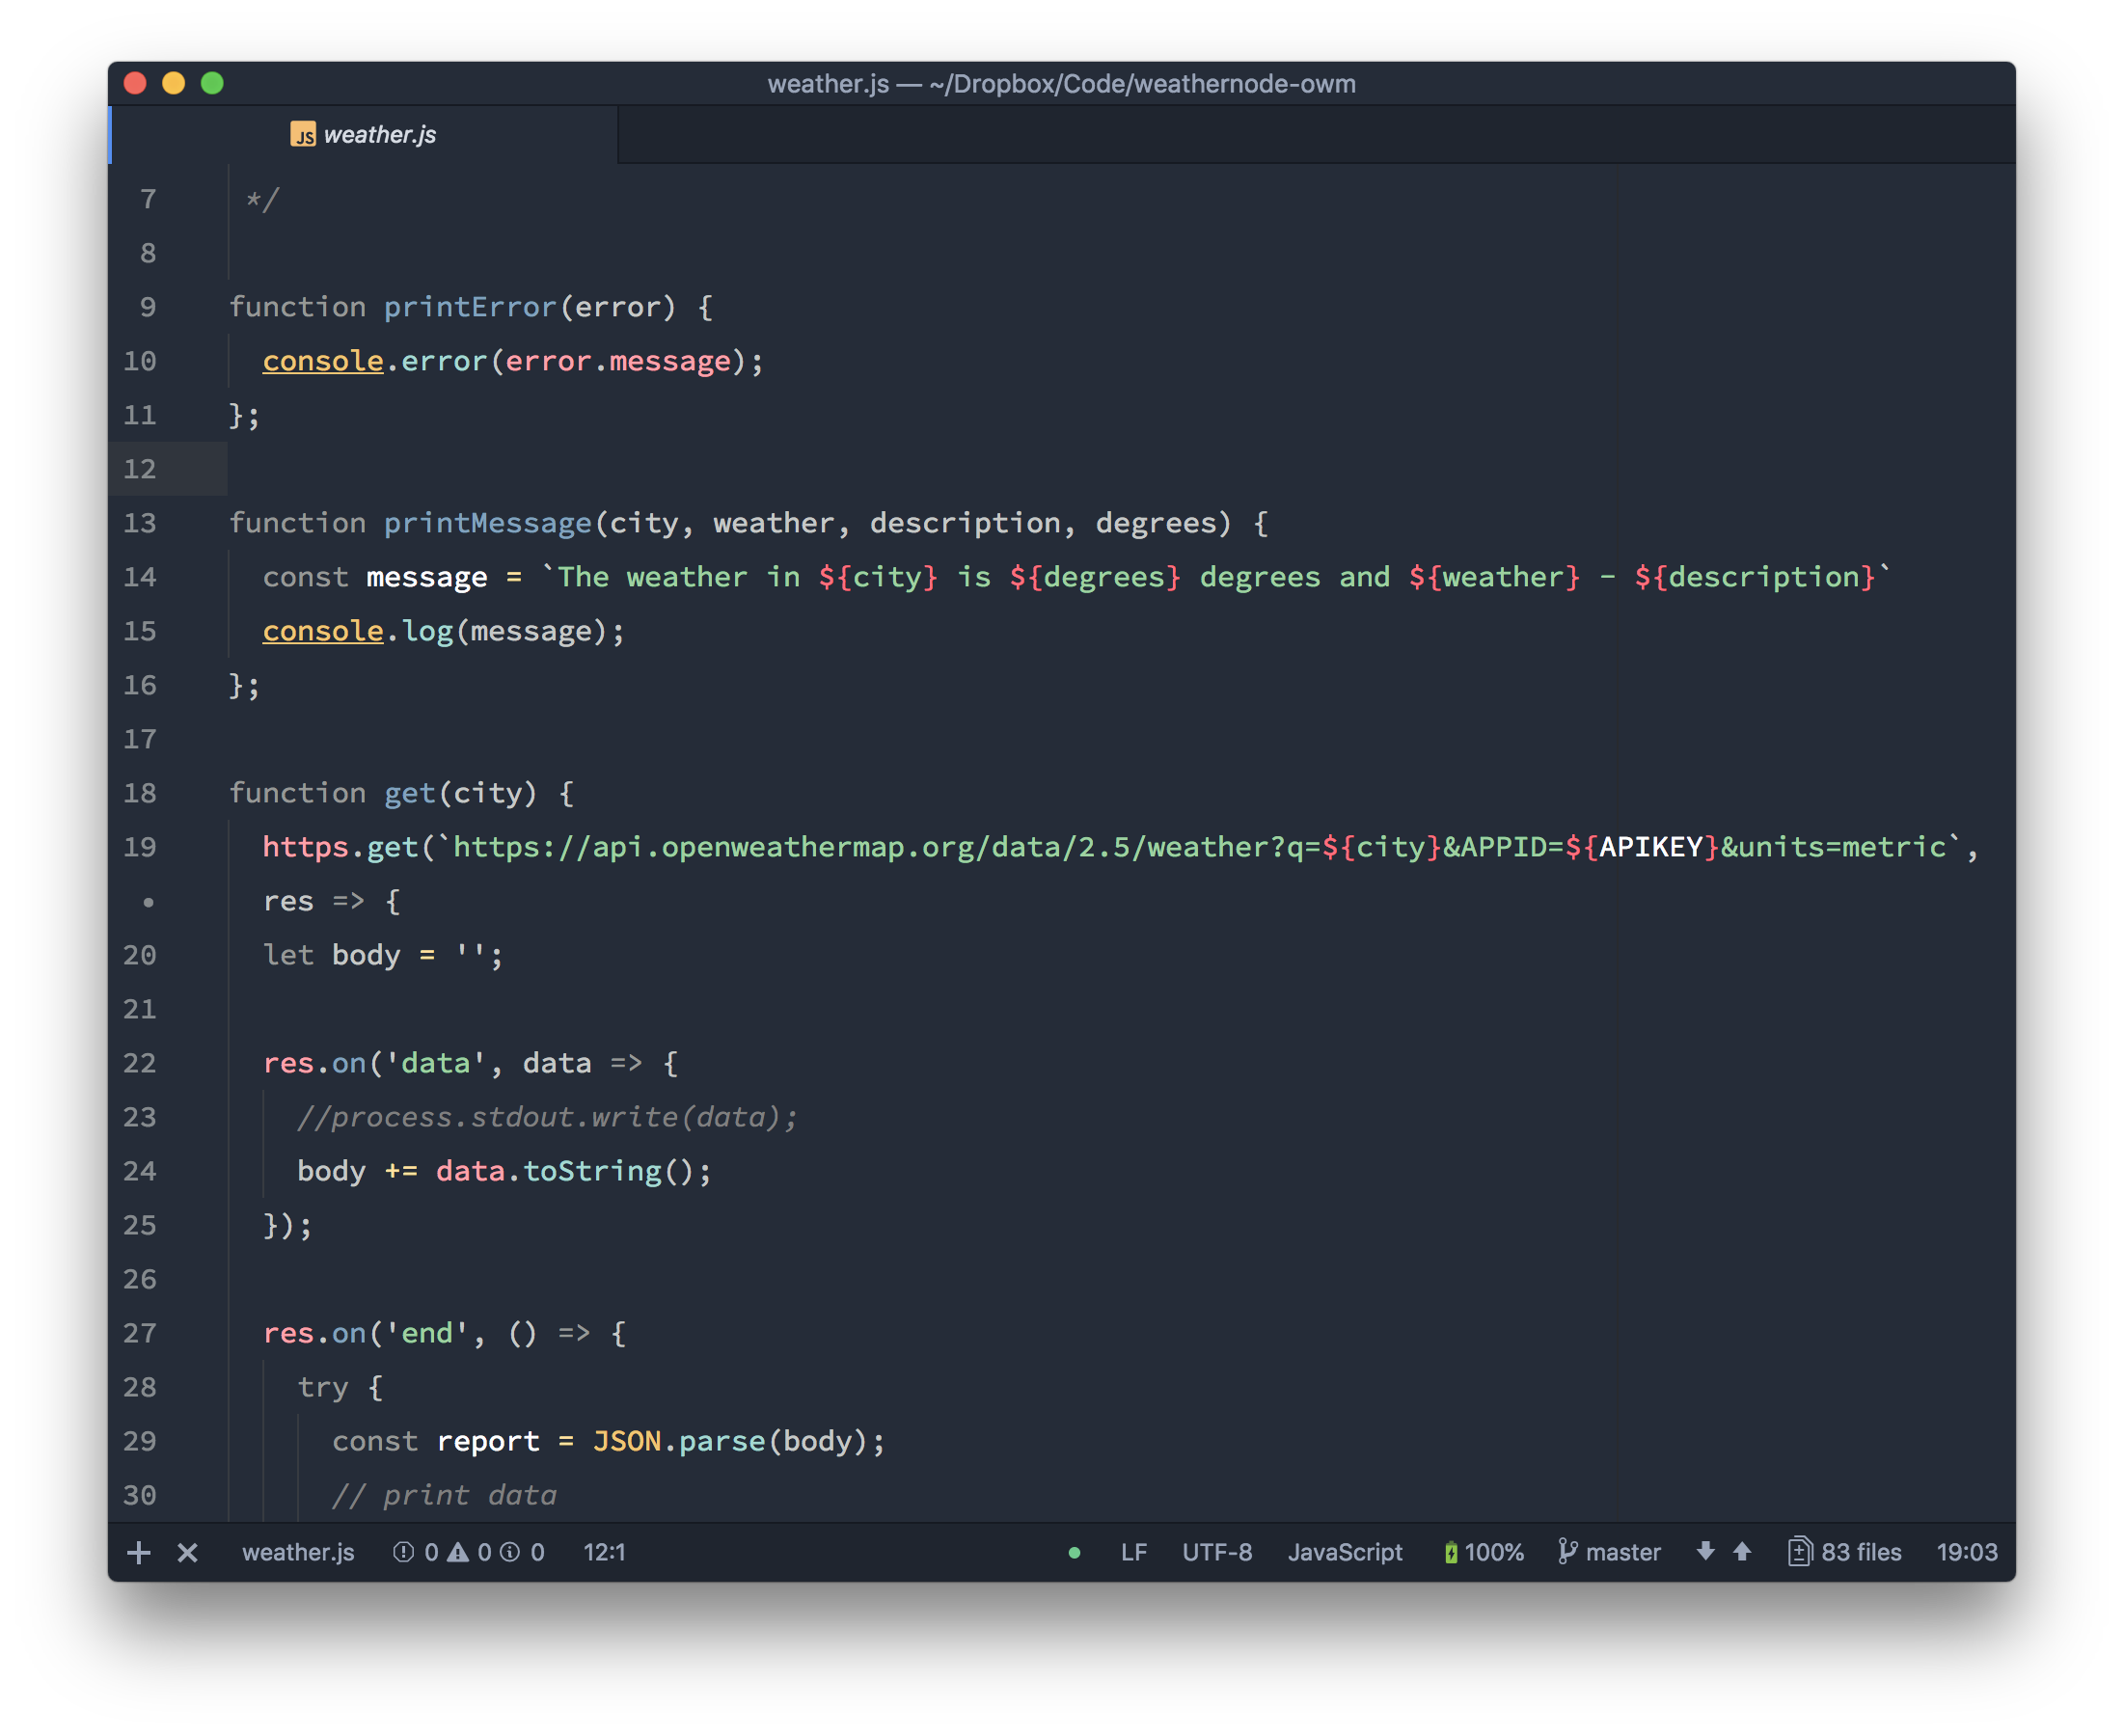 weather.js — ~/Dropbox/Code/weathernode-owm
JS weather.js
7 */
8
9 function printError(error) {
10 console.error(error.message);
11 };
12
13 function printMessage(city, weather, description, degrees) {
14 const message = `The weather in ${city} is ${degrees} degrees and ${weather} - ${description}`
15 console.log(message);
16 };
17
18 function get(city) {
19 https.get(`https://api.openweathermap.org/data/2.5/weather?q=${city}&APPID=${APIKEY}&units=metric`,
• res => {
20 let body = '';
21
22 res.on('data', data => {
23 //process.stdout.write(data);
24 body += data.toString();
25 });
26
27 res.on('end', () => {
28 try {
29 const report = JSON.parse(body);
30 // print data
weather.js 0 0 0 12:1 LF UTF-8 JavaScript 100% master 83 files 19:03